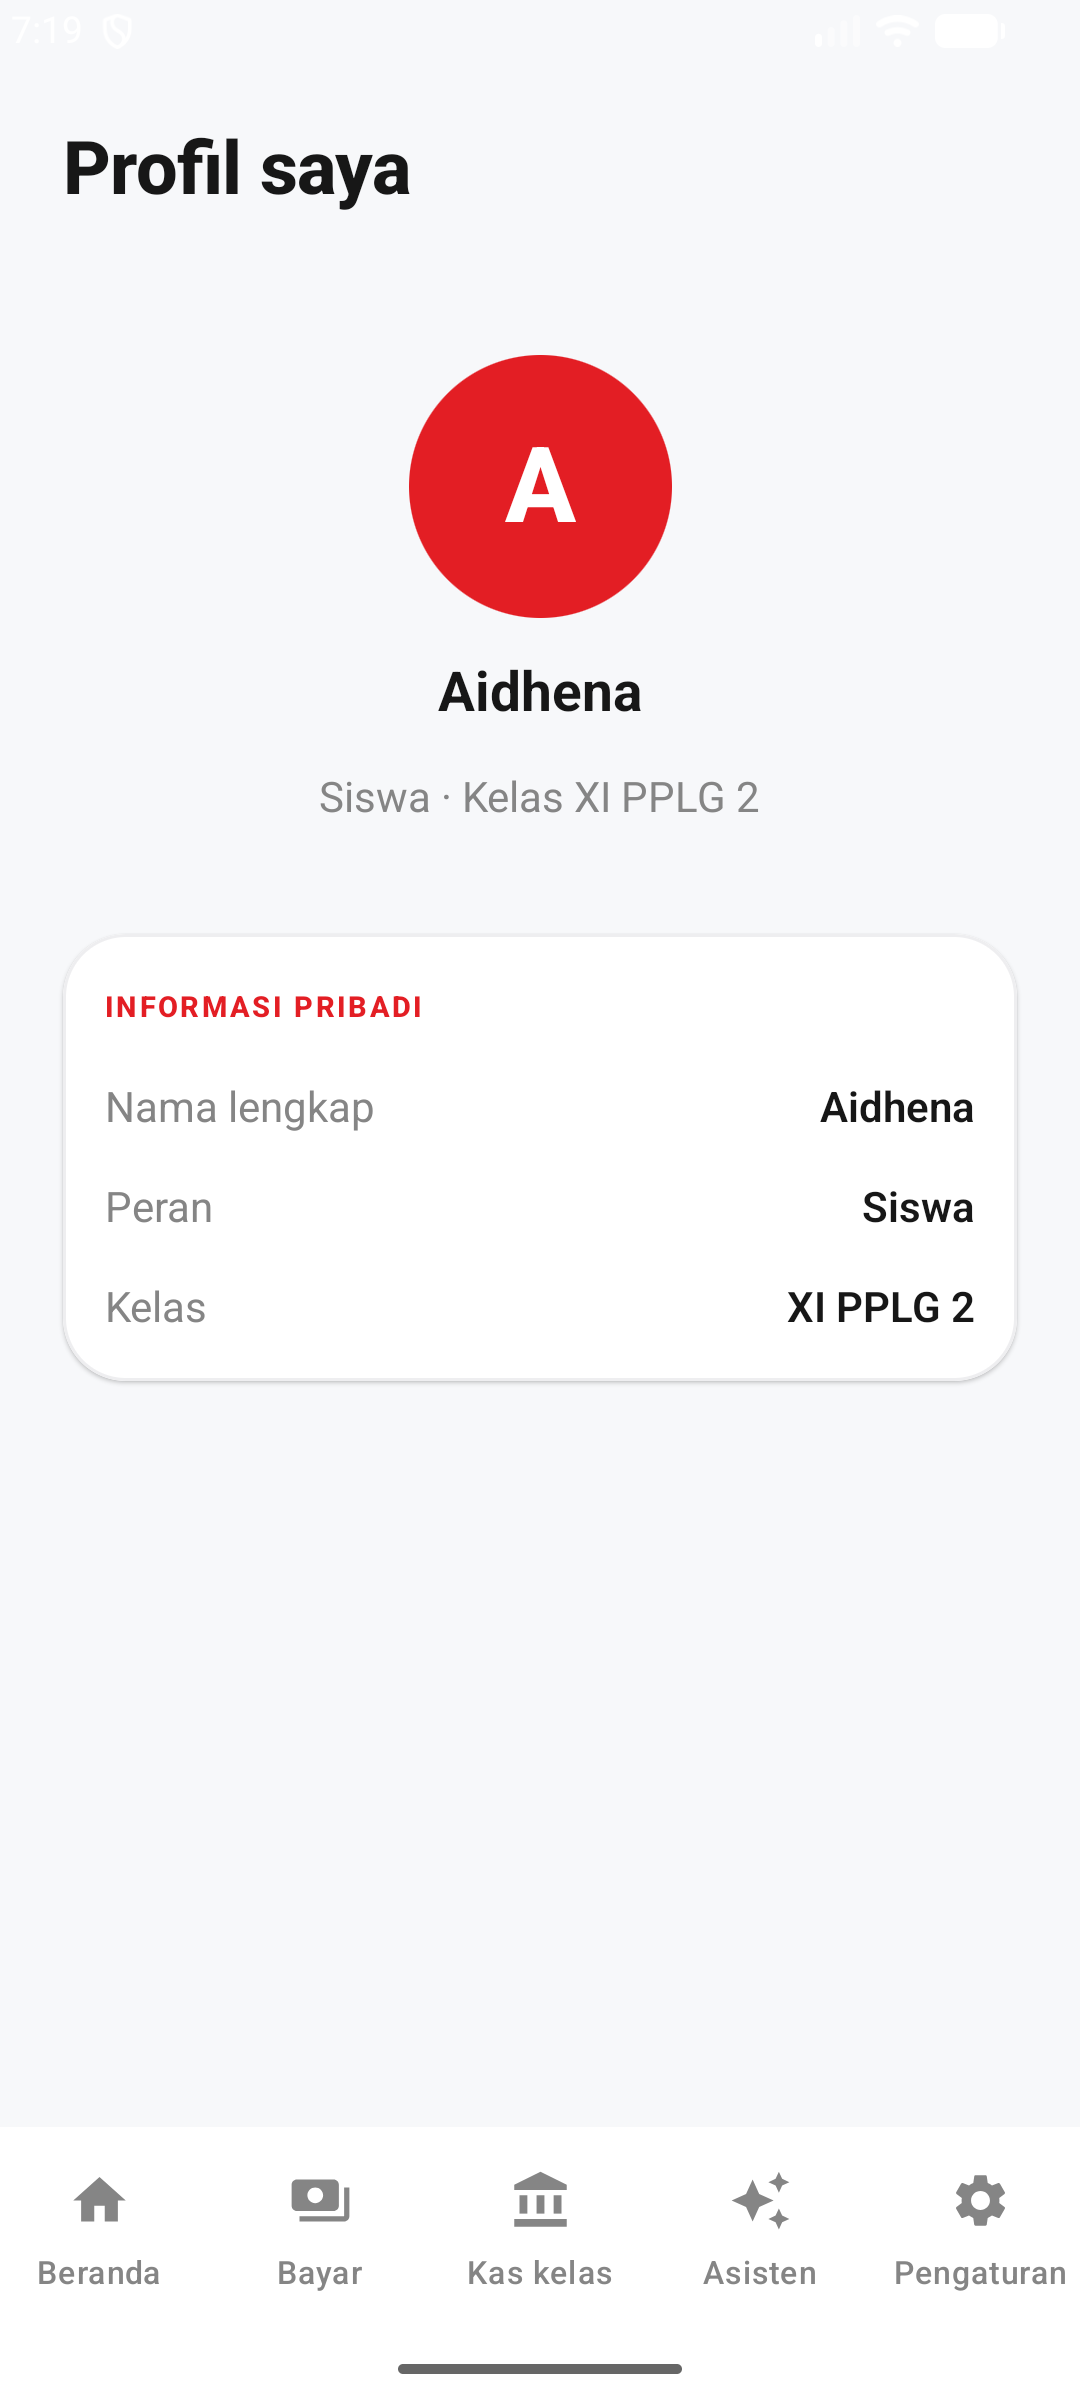 7:19
Profil saya
A
Aidhena
Siswa · Kelas XI PPLG 2
INFORMASI PRIBADI
Nama lengkap Aidhena
Peran Siswa
Kelas XI PPLG 2
Beranda Bayar Kas kelas Asisten Pengaturan